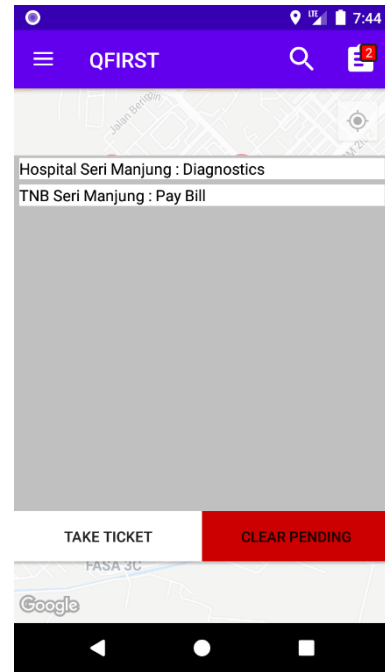 LTE 7:44
QFIRST
2
Jalan Beringin
Hospital Seri Manjung : Diagnostics
TNB Seri Manjung : Pay Bill
TAKE TICKET CLEAR PENDING
FASA 3C
Google